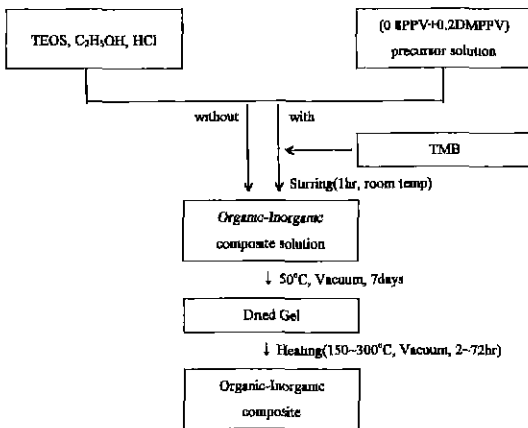 TEOS, C₂H₅OH, HCl
(0 8PPV+0.2DMPPV)
precursor solution
without
with
TMB
Stirring(1hr, room temp)
Organic-Inorganic
composite solution
↓ 50°C, Vacuum, 7days
Dried Gel
↓ Heating(150~300°C, Vacuum, 2~72hr)
Organic-Inorganic
composite